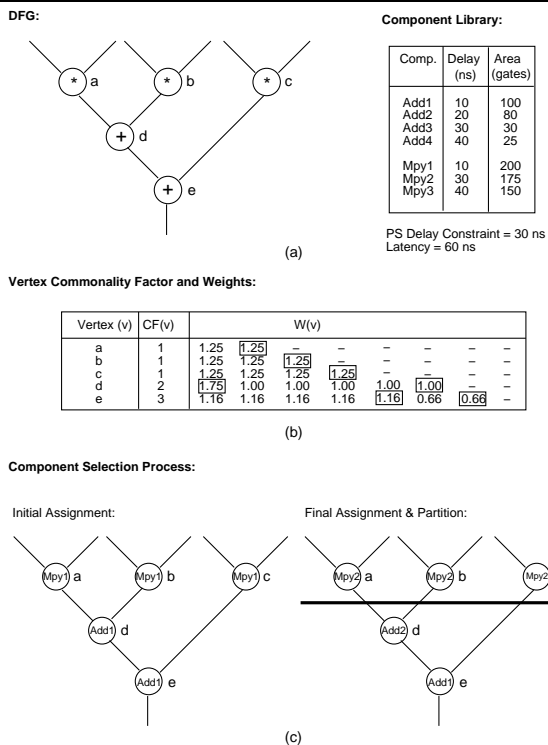 DFG:
Component Library:
* a
* b
* c
+ d
+ e
Comp. Delay (ns) Area (gates)
Add1 10 100
Add2 20 80
Add3 30 30
Add4 40 25
Mpy1 10 200
Mpy2 30 175
Mpy3 40 150
PS Delay Constraint = 30 ns
Latency = 60 ns
(a)
Vertex Commonality Factor and Weights:
Vertex (v) CF(v) W(v)
a 1 1.25 1.25 – – – – – –
b 1 1.25 1.25 1.25 – – – – –
c 1 1.25 1.25 1.25 1.25 – – – –
d 2 1.75 1.00 1.00 1.00 1.00 1.00 – –
e 3 1.16 1.16 1.16 1.16 1.16 0.66 0.66 –
(b)
Component Selection Process:
Initial Assignment:
Final Assignment & Partition:
Mpy1 a Mpy1 b Mpy1 c
Mpy2 a Mpy2 b Mpy2
Add1 d
Add2 d
Add1 e
Add1 e
(c)